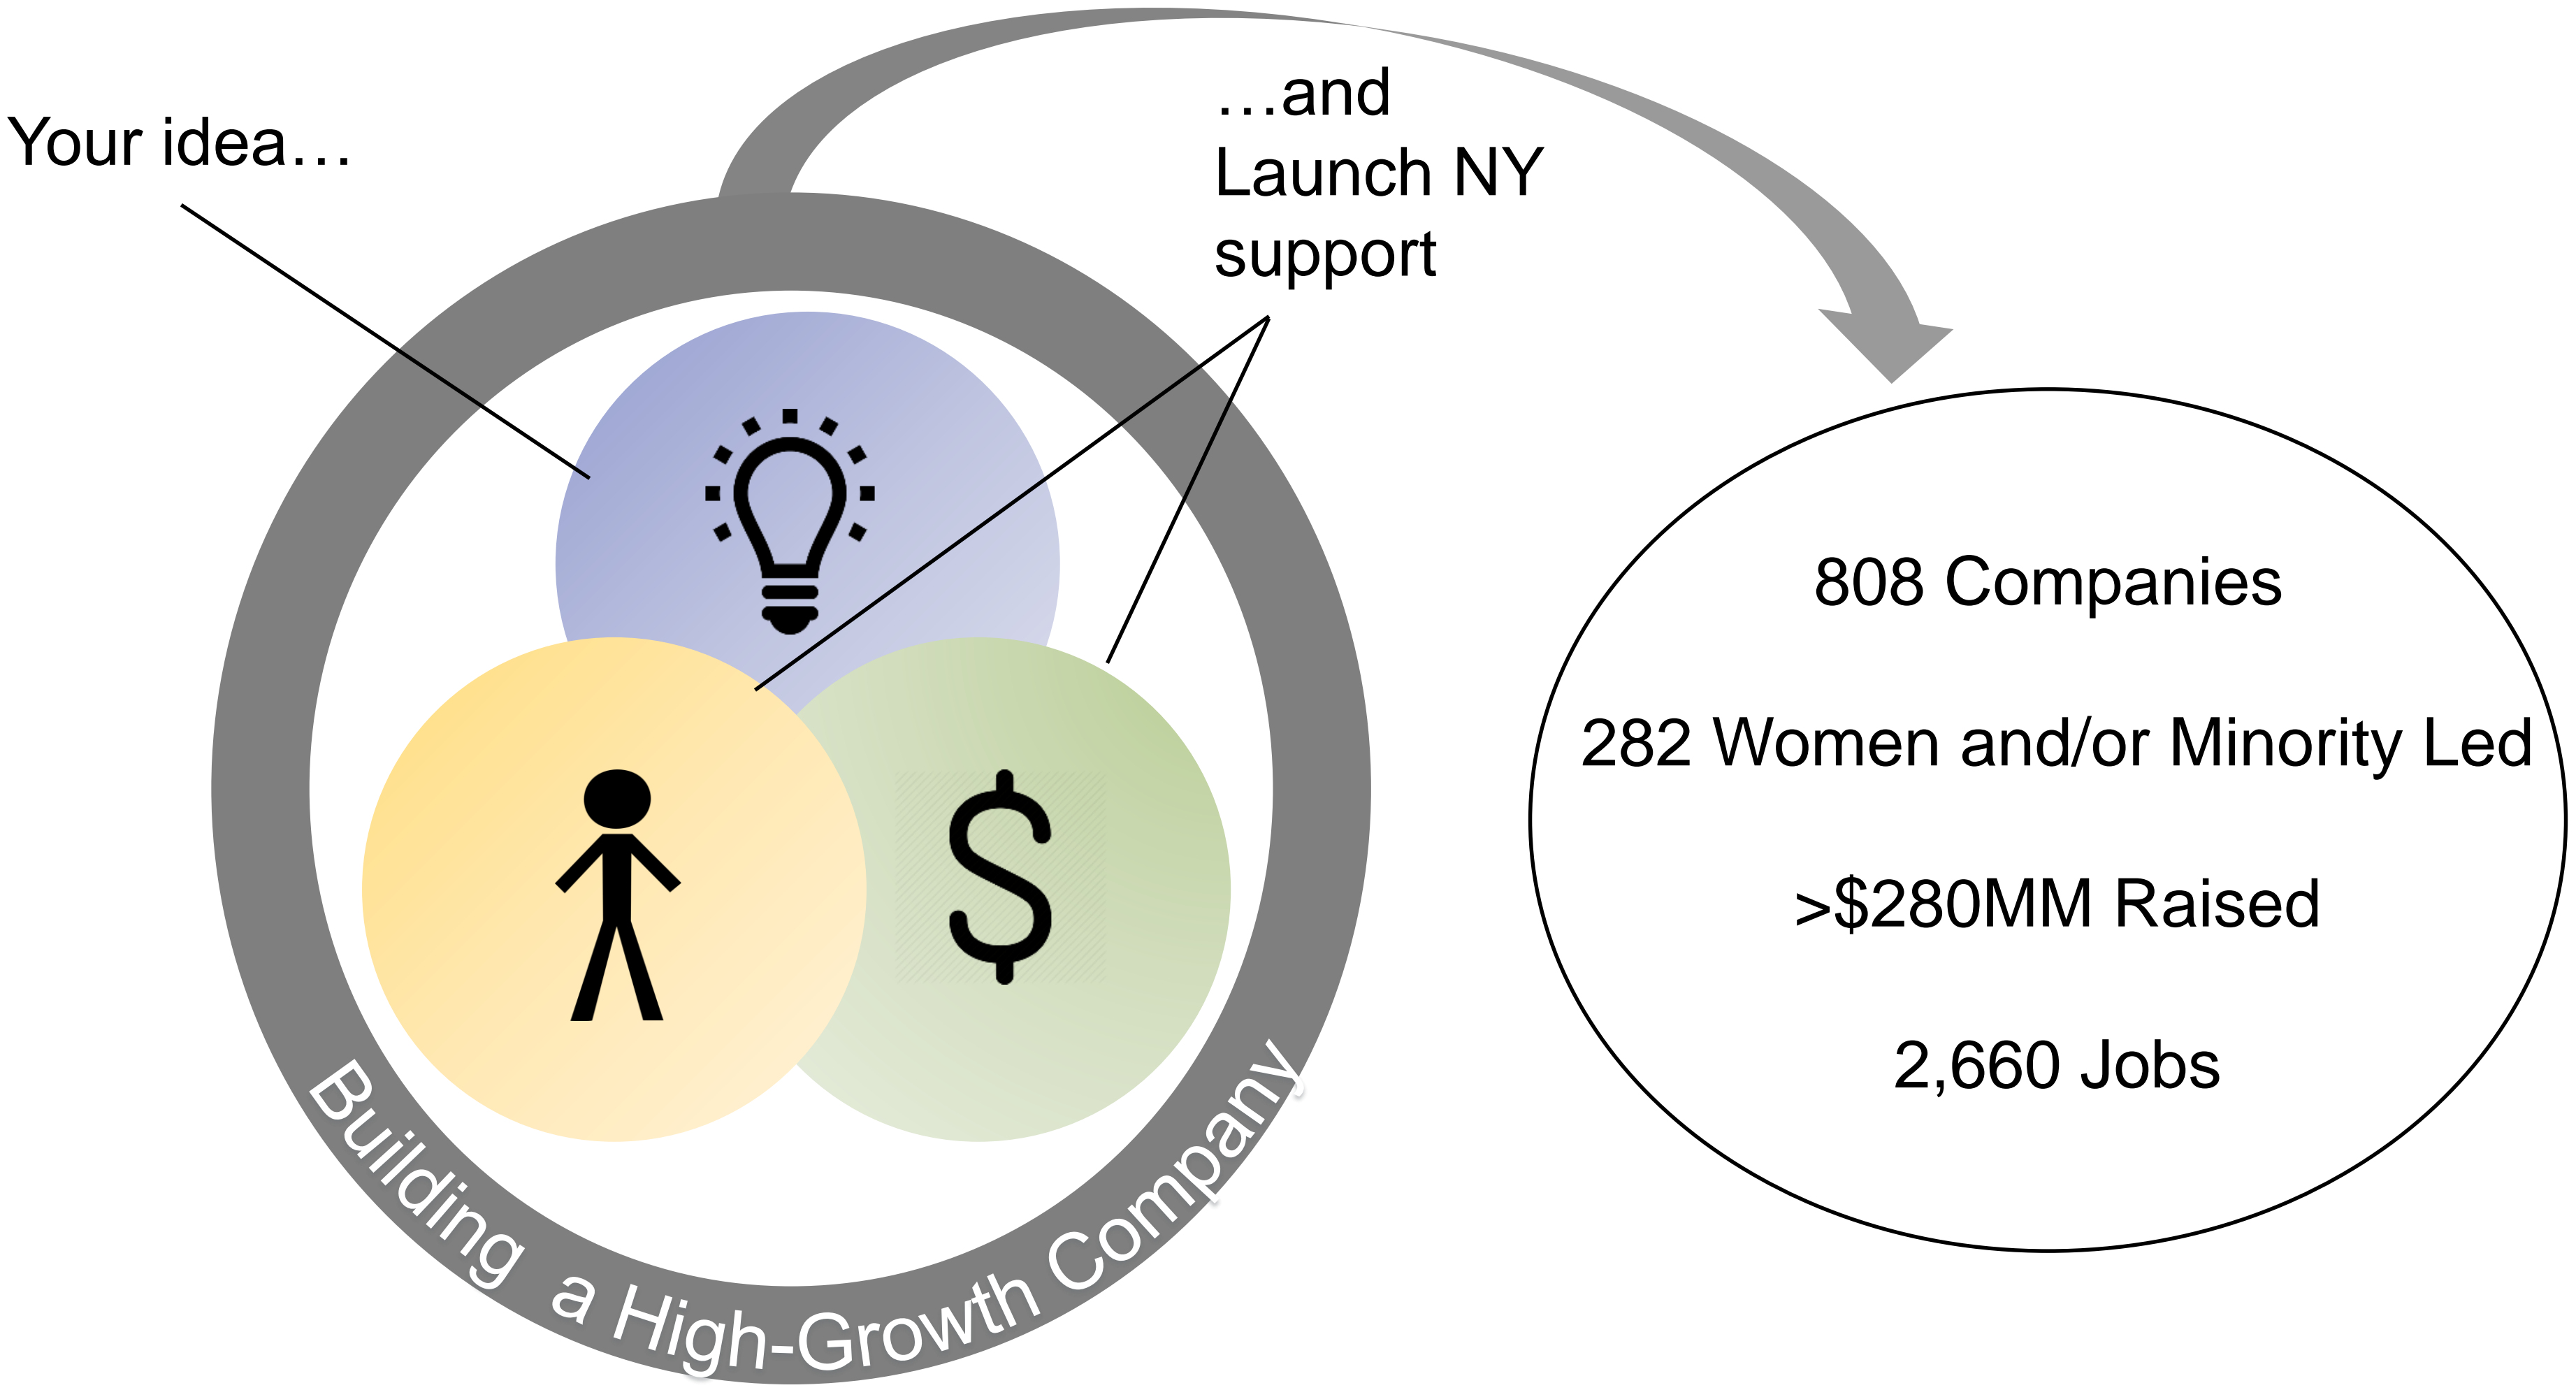 Your idea…
…and
Launch NY
support
Building a High-Growth Company
808 Companies
282 Women and/or Minority Led
>$280MM Raised
2,660 Jobs